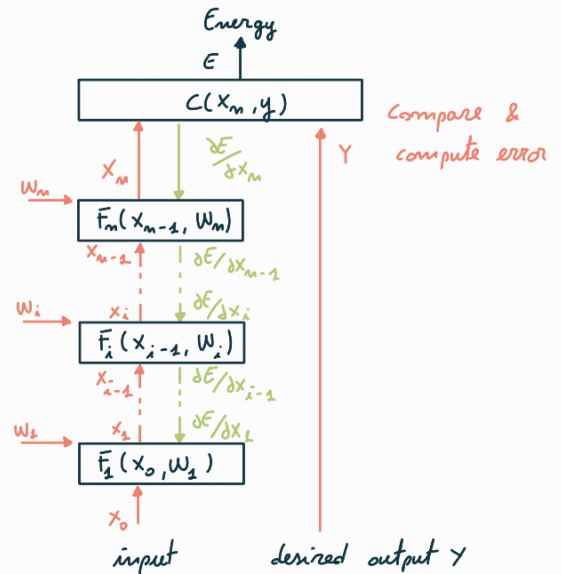 Energy
E
C(Xn, y)
Compare &
compute error
Xn
∂E/∂Xn
Y
Wn
Fn(Xn-1, Wn)
Xn-1
∂E/∂Xn-1
Wi
Xi
∂E/∂Xi
Fi(Xi-1, Wi)
Xi-1
∂E/∂Xi-1
W1
X1
∂E/∂X1
F1(X0, W1)
X0
input
desired output Y